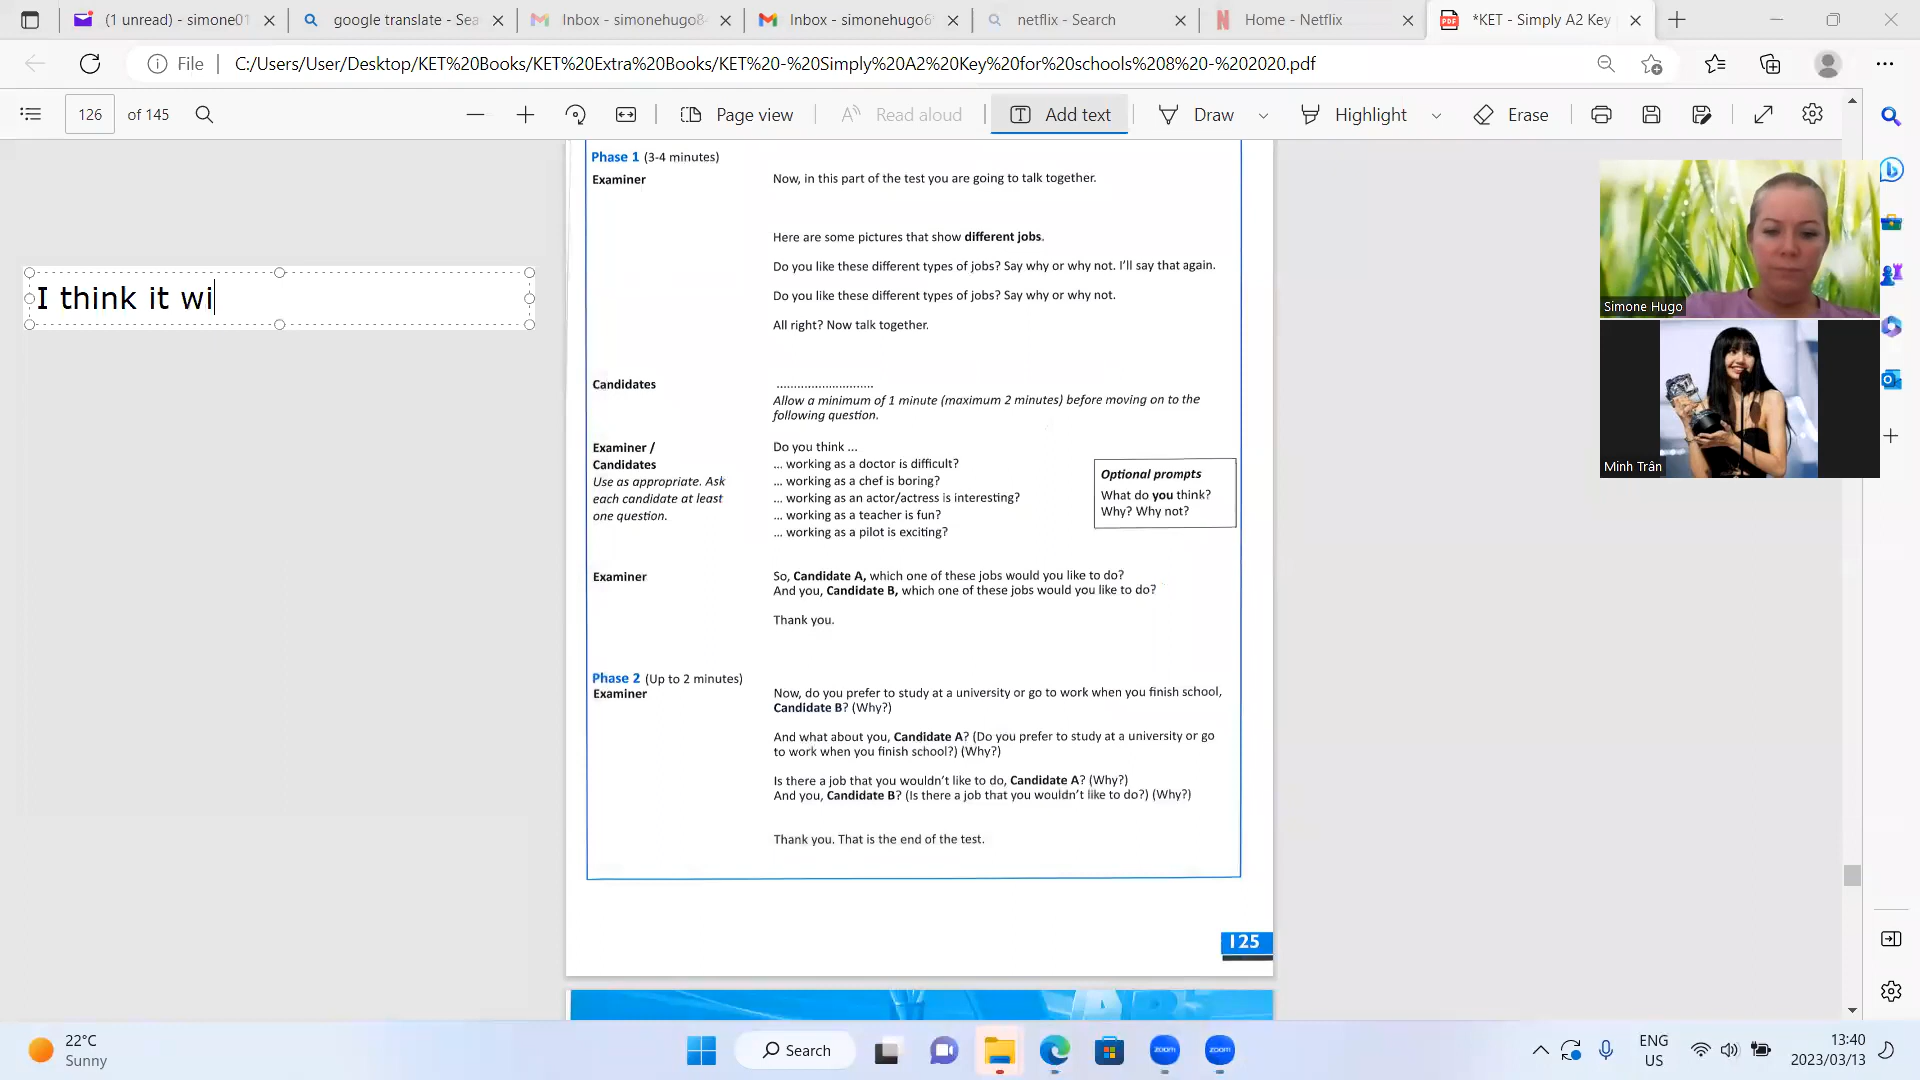 (1 unread) - simone01
google translate - Sea
Inbox - simonehugo84
Inbox - simonehugo6
netflix - Search
Home - Netflix
*KET - Simply A2 Key
File
C:/Users/User/Desktop/KET%20Books/KET%20Extra%20Books/KET%20-%20Simply%20A2%20Key%20for%20schools%208%20-%202020.pdf
126 of 145
Page view
Read aloud
Add text
Draw
Highlight
Erase
I think it wi
Phase 1 (3-4 minutes)
Examiner
Now, in this part of the test you are going to talk together.
Here are some pictures that show different jobs.
Do you like these different types of jobs? Say why or why not. I'll say that again.
Do you like these different types of jobs? Say why or why not.
All right? Now talk together.
Candidates
............................
Allow a minimum of 1 minute (maximum 2 minutes) before moving on to the
following question.
Examiner /
Candidates
Use as appropriate. Ask
each candidate at least
one question.
Do you think ...
... working as a doctor is difficult?
... working as a chef is boring?
... working as an actor/actress is interesting?
... working as a teacher is fun?
... working as a pilot is exciting?
Optional prompts
What do you think?
Why? Why not?
Examiner
So, Candidate A, which one of these jobs would you like to do?
And you, Candidate B, which one of these jobs would you like to do?
Thank you.
Phase 2 (Up to 2 minutes)
Examiner
Now, do you prefer to study at a university or go to work when you finish school,
Candidate B? (Why?)
And what about you, Candidate A? (Do you prefer to study at a university or go
to work when you finish school?) (Why?)
Is there a job that you wouldn't like to do, Candidate A? (Why?)
And you, Candidate B? (Is there a job that you wouldn't like to do?) (Why?)
Thank you. That is the end of the test.
125
Simone Hugo
Minh Trân
22°C
Sunny
Search
zoom
zoom
ENG
US
13:40
2023/03/13